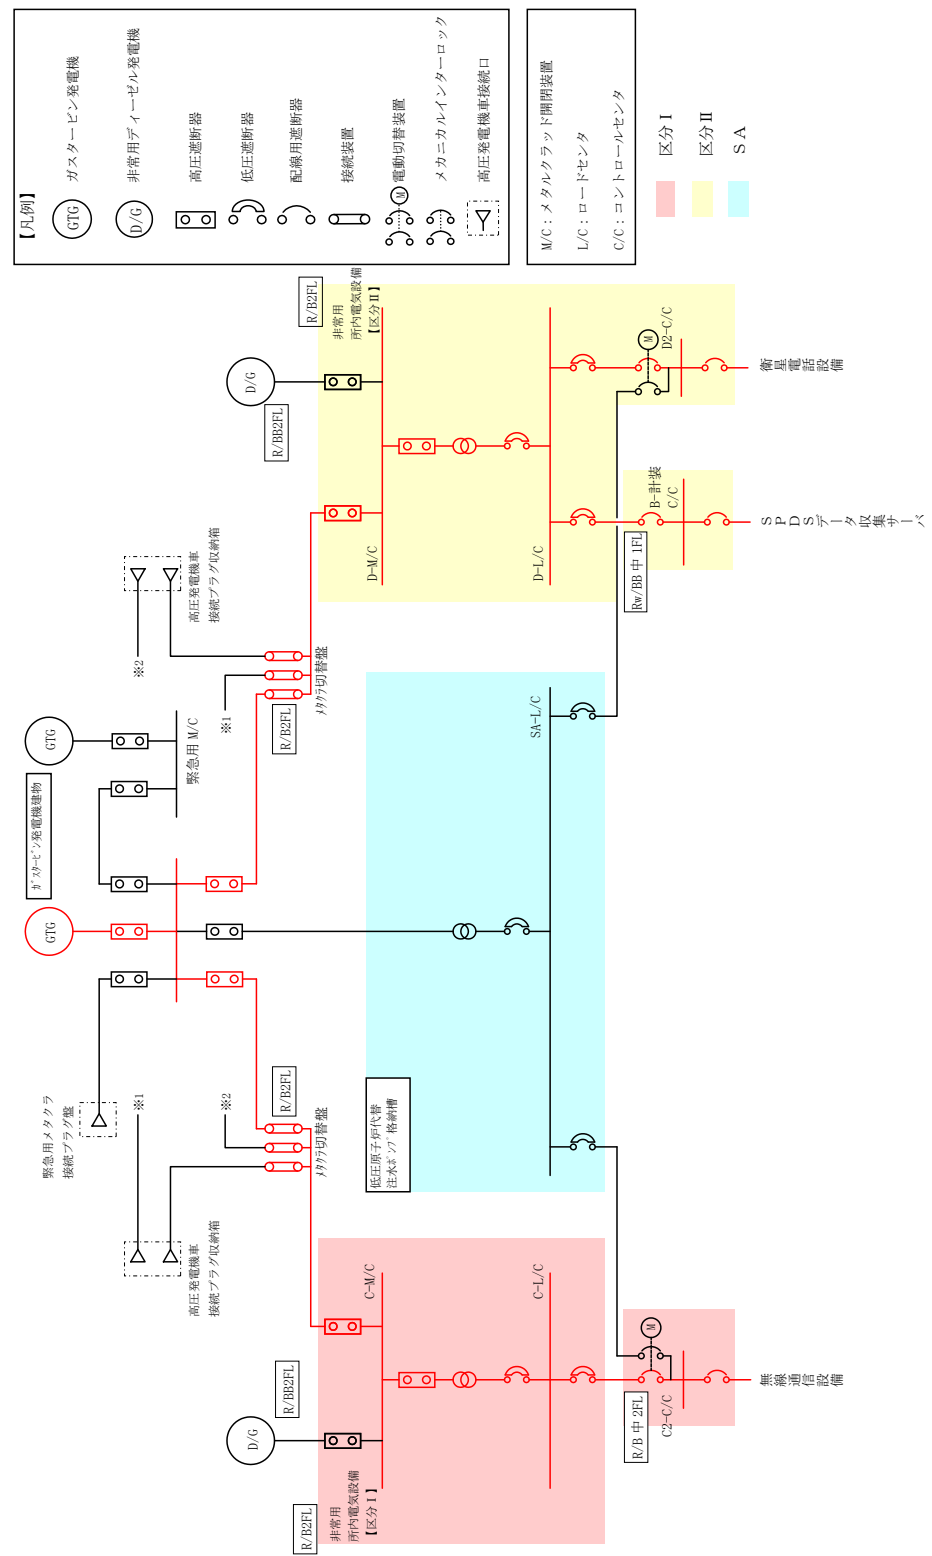 【凡例】
GTG
ガスタービン発電機
D/G
非常用ディーゼル発電機
高圧遮断器
低圧遮断器
配線用遮断器
接続装置
M
電動切替装置
メカニカルインターロック
高圧発電機車接続口
M/C：メタルクラッド開閉装置
L/C：ロードセンタ
C/C：コントロールセンタ
区分Ⅰ
区分Ⅱ
ＳＡ
ｶﾞｽﾀｰﾋﾞﾝ発電機建物
GTG
GTG
緊急用 M/C
緊急用メタクラ
接続プラグ盤
※1
※2
高圧発電機車
接続プラグ収納箱
R/B2FL
ﾒﾀｸﾗ切替盤
高圧発電機車
接続プラグ収納箱
※2
※1
R/B2FL
ﾒﾀｸﾗ切替盤
D/G
R/BB2FL
R/B2FL
非常用
所内電気設備
【区分Ⅰ】
C-M/C
C-L/C
R/B 中 2FL
C2-C/C
M
無線通信設備
低圧原子炉代替
注水ﾎﾟﾝﾌﾟ格納槽
SA-L/C
D/G
R/BB2FL
R/B2FL
非常用
所内電気設備
【区分Ⅱ】
D-M/C
D-L/C
Rw/BB 中 1FL
B-計装
C/C
ＳＰＤＳデータ収集サーバ
M
D2-C/C
衛星電話設備